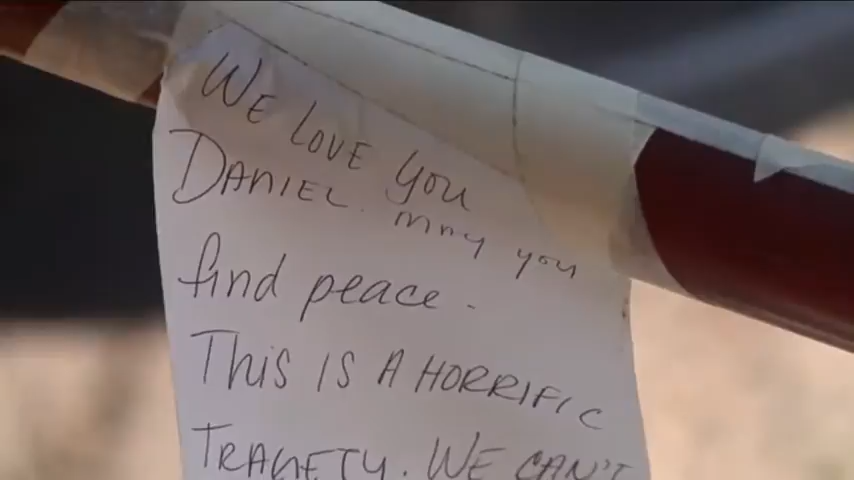 WE LOVE YOU
DANIEL. may you
find peace.
THIS IS A HORRIFIC
TRAGETY. WE CAN'T